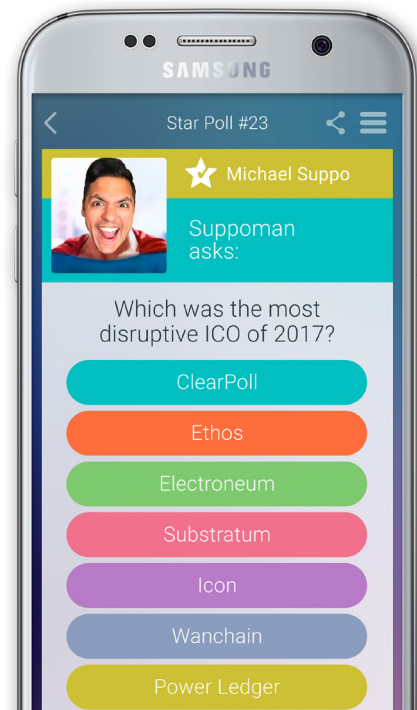 SAMSUNG
Star Poll #23
Michael Suppo
Suppoman
asks:
Which was the most
disruptive ICO of 2017?
ClearPoll
Ethos
Electroneum
Substratum
Icon
Wanchain
Power Ledger